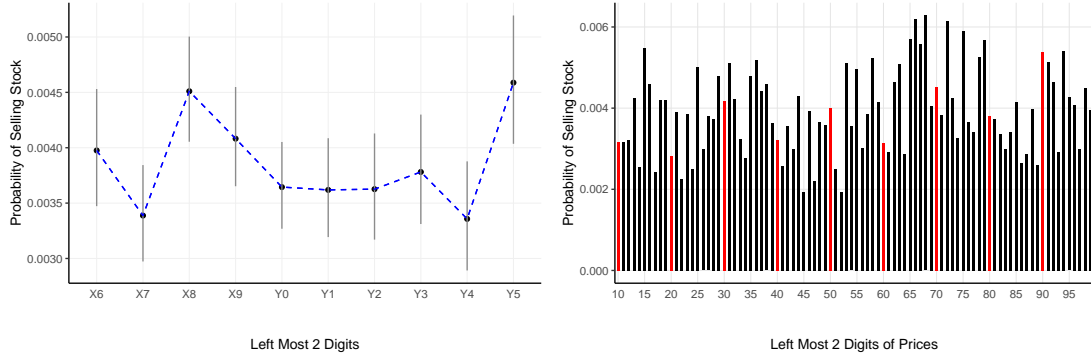 Probability of Selling Stock
0.0050
0.0045
0.0040
0.0035
0.0030
X6 X7 X8 X9 Y0 Y1 Y2 Y3 Y4 Y5
Left Most 2 Digits
Probability of Selling Stock
0.006
0.004
0.002
0.000
10 15 20 25 30 35 40 45 50 55 60 65 70 75 80 85 90 95
Left Most 2 Digits of Prices